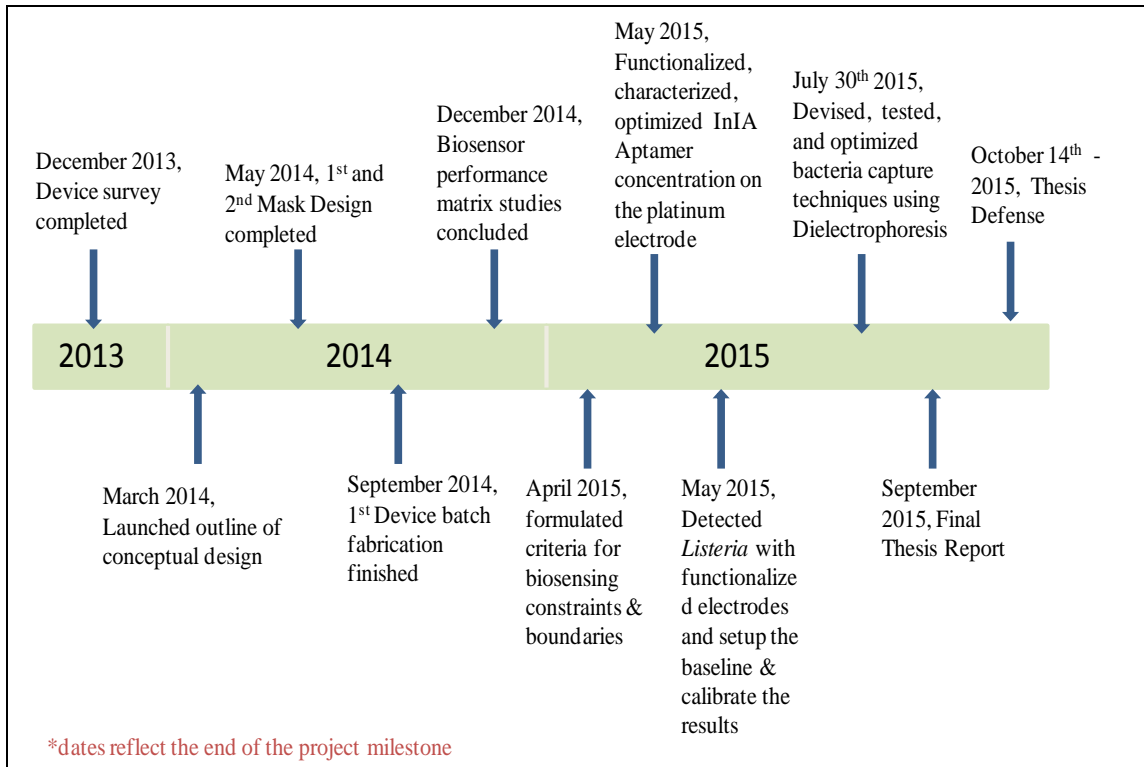 December 2013,
Device survey
completed
May 2014, 1st and
2nd Mask Design
completed
December 2014,
Biosensor
performance
matrix studies
concluded
May 2015,
Functionalized,
characterized,
optimized InIA
Aptamer
concentration on
the platinum
electrode
July 30th 2015,
Devised, tested,
and optimized
bacteria capture
techniques using
Dielectrophoresis
October 14th -
2015, Thesis
Defense
2013
2014
2015
March 2014,
Launched outline of
conceptual design
September 2014,
1st Device batch
fabrication
finished
April 2015,
formulated
criteria for
biosensing
constraints &
boundaries
May 2015,
Detected
Listeria with
functionalize
d electrodes
and setup the
baseline &
calibrate the
results
September
2015, Final
Thesis Report
*dates reflect the end of the project milestone